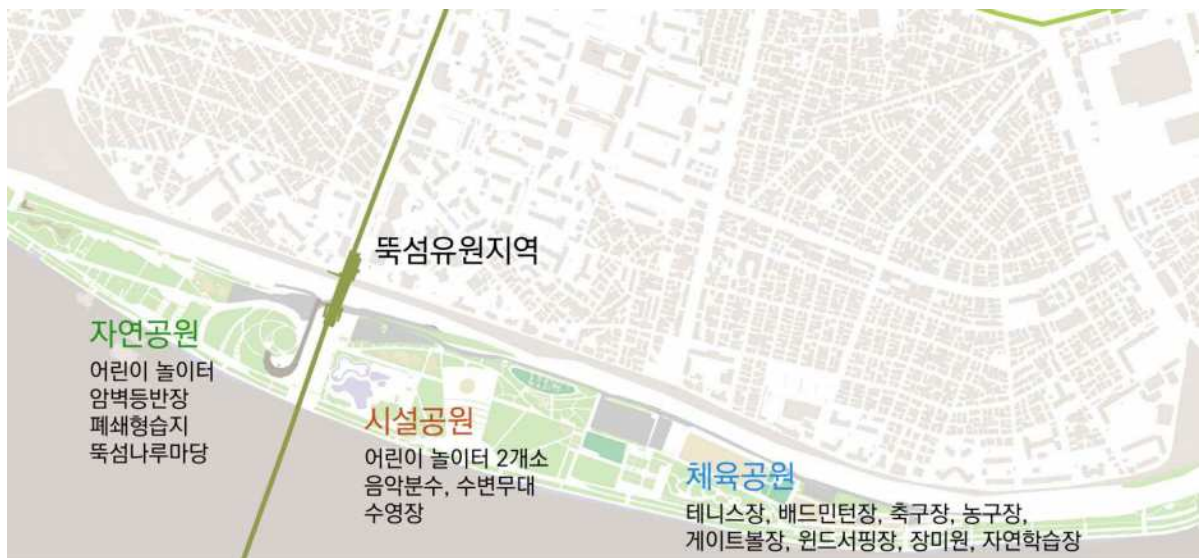 뚝섬유원지역
자연공원
어린이 놀이터
암벽등반장
폐쇄형습지
뚝섬나루마당
시설공원
어린이 놀이터 2개소
음악분수, 수변무대
수영장
체육공원
테니스장, 배드민턴장, 축구장, 농구장,
게이트볼장, 윈드서핑장, 장미원, 자연학습장